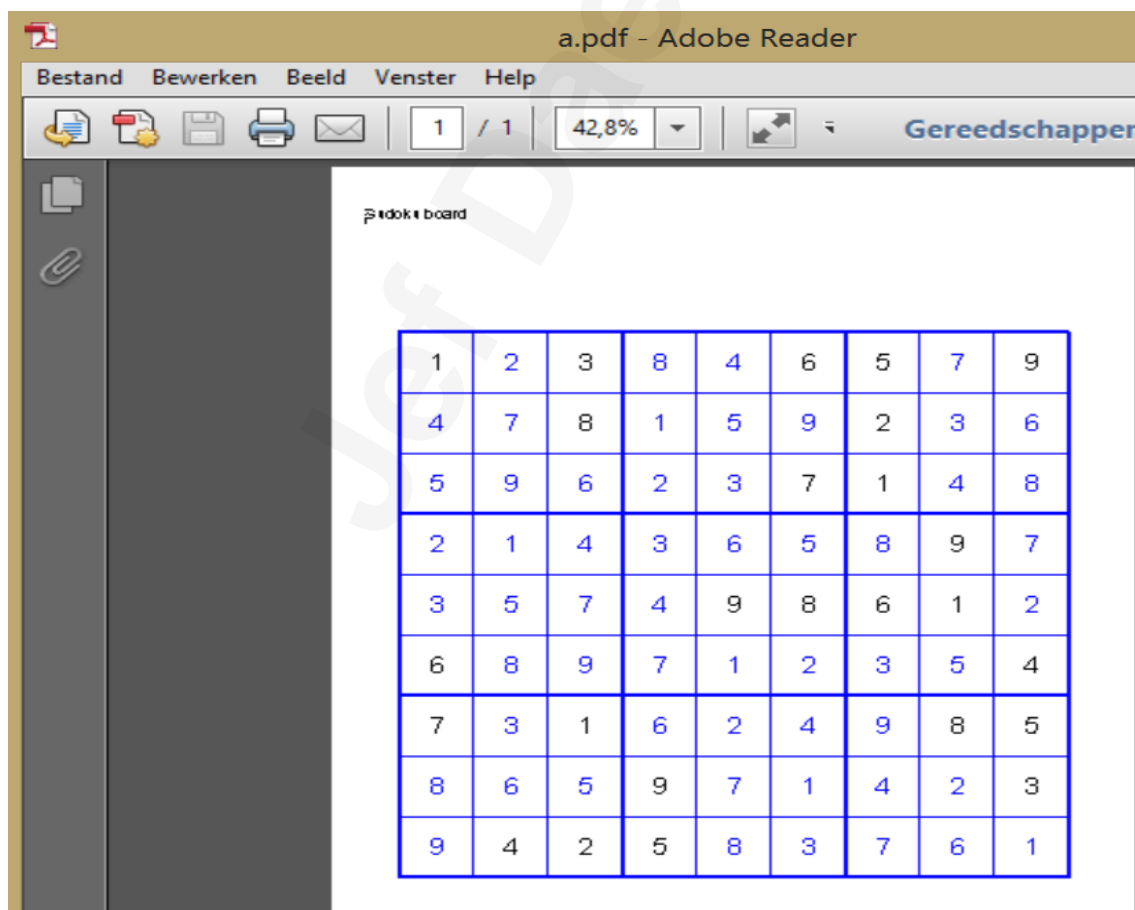 a.pdf - Adobe Reader
Bestand Bewerken Beeld Venster Help
1 / 1 42,8% Gereedschapper
Sudoku board
1 2 3 8 4 6 5 7 9
4 7 8 1 5 9 2 3 6
5 9 6 2 3 7 1 4 8
2 1 4 3 6 5 8 9 7
3 5 7 4 9 8 6 1 2
6 8 9 7 1 2 3 5 4
7 3 1 6 2 4 9 8 5
8 6 5 9 7 1 4 2 3
9 4 2 5 8 3 7 6 1
Jef